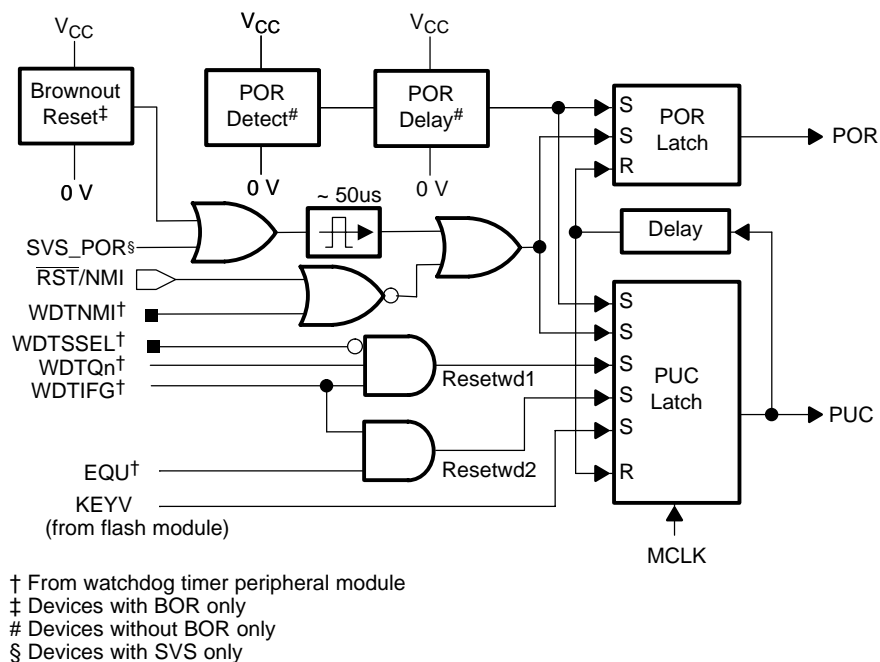 VCC
VCC
VCC
Brownout
Reset‡
POR
Detect#
POR
Delay#
S
S
R
POR
Latch
POR
0 V
0 V
0 V
~ 50us
SVS_POR§
Delay
RST/NMI
WDTNMI†
WDTSSEL†
WDTQn†
WDTIFG†
Resetwd1
S
S
S
S
S
R
PUC
Latch
PUC
EQU†
Resetwd2
KEYV
(from flash module)
MCLK
† From watchdog timer peripheral module
‡ Devices with BOR only
# Devices without BOR only
§ Devices with SVS only